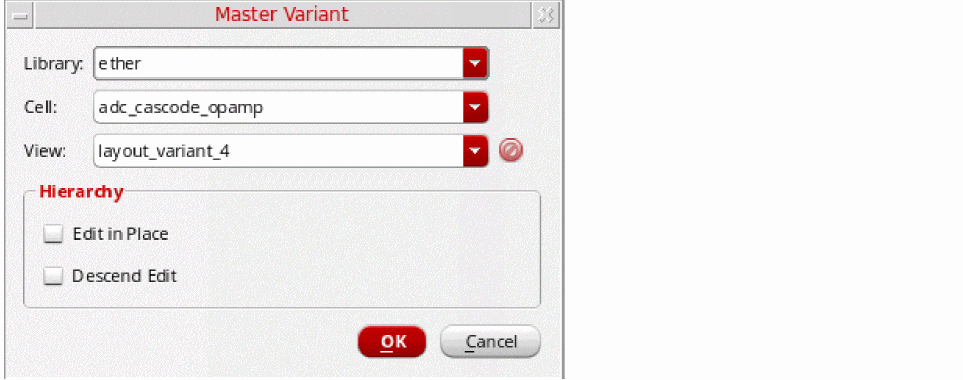 Master Variant
Library: ether
Cell: adc_cascode_opamp
View: layout_variant_4
Hierarchy
Edit in Place
Descend Edit
OK Cancel